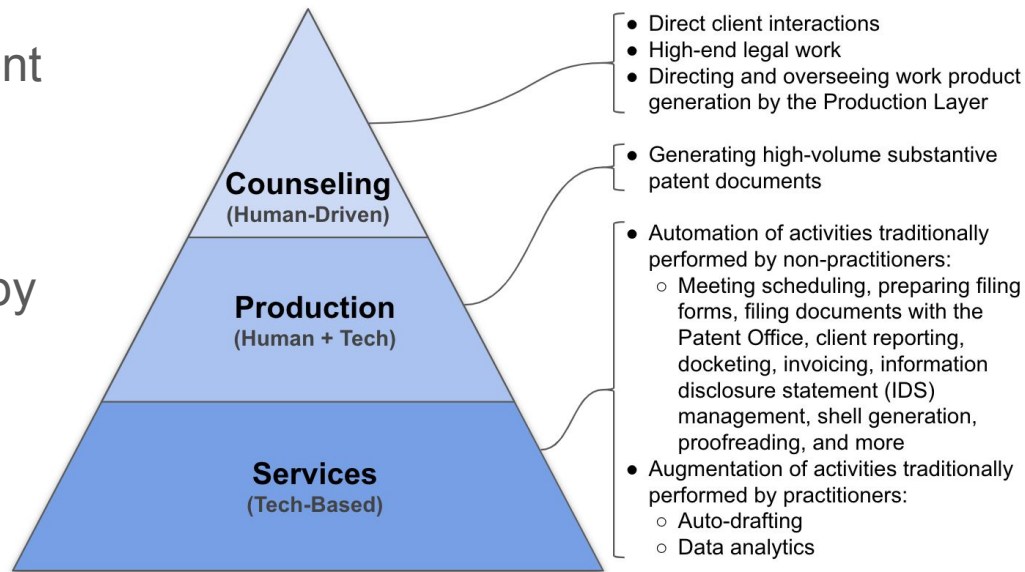 nt
by
Counseling
(Human-Driven)
Production
(Human + Tech)
Services
(Tech-Based)
● Direct client interactions
● High-end legal work
● Directing and overseeing work product
generation by the Production Layer
● Generating high-volume substantive
patent documents
● Automation of activities traditionally
performed by non-practitioners:
○ Meeting scheduling, preparing filing
forms, filing documents with the
Patent Office, client reporting,
docketing, invoicing, information
disclosure statement (IDS)
management, shell generation,
proofreading, and more
● Augmentation of activities traditionally
performed by practitioners:
○ Auto-drafting
○ Data analytics